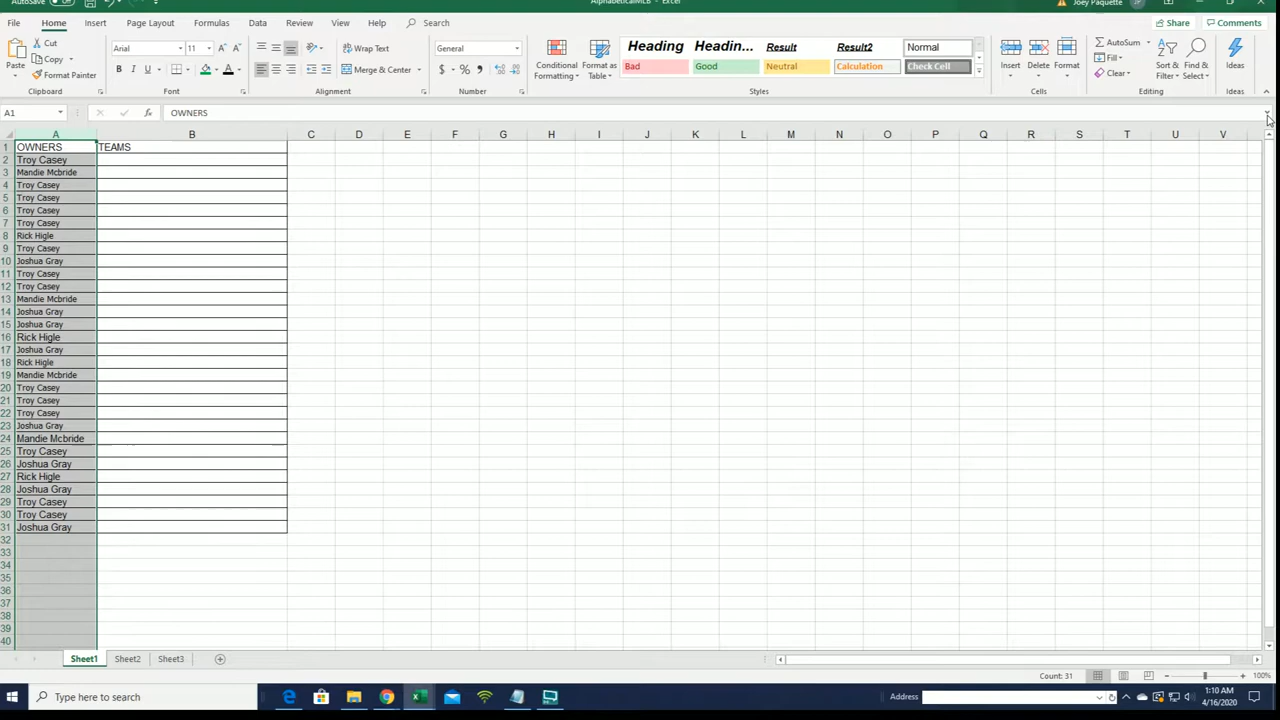 AutoSave Off AlphabeticalMLB - Excel Joey Paquette JP
File Home Insert Page Layout Formulas Data Review View Help Search Share Comments
Paste Cut Copy Format Painter Clipboard
Arial 11 A A B I U A Font
Wrap Text Merge & Center Alignment
General $ % , Number
Conditional Formatting Format as Table
Heading Headin... Result Result2 Normal
Bad Good Neutral Calculation Check Cell
Styles
Insert Delete Format Cells
AutoSum Fill Clear Sort & Filter Find & Select Editing
Ideas Ideas
A1 fx OWNERS
A B C D E F G H I J K L M N O P Q R S T U V
1 OWNERS TEAMS
2 Troy Casey
3 Mandie Mcbride
4 Troy Casey
5 Troy Casey
6 Troy Casey
7 Troy Casey
8 Rick Higle
9 Troy Casey
10 Joshua Gray
11 Troy Casey
12 Troy Casey
13 Mandie Mcbride
14 Joshua Gray
15 Joshua Gray
16 Rick Higle
17 Joshua Gray
18 Rick Higle
19 Mandie Mcbride
20 Troy Casey
21 Troy Casey
22 Troy Casey
23 Joshua Gray
24 Mandie Mcbride
25 Troy Casey
26 Joshua Gray
27 Rick Higle
28 Joshua Gray
29 Troy Casey
30 Troy Casey
31 Joshua Gray
32
33
34
35
36
37
38
39
40
Sheet1 Sheet2 Sheet3
Count: 31 100%
Type here to search Address 1:10 AM
4/16/2020